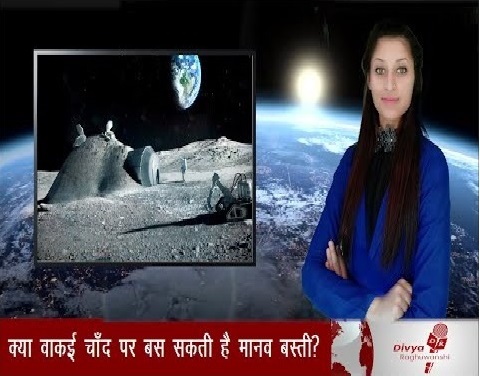 क्या वाकई चाँद पर बस सकती है मानव बस्ती?
Divya
Raghuwanshi